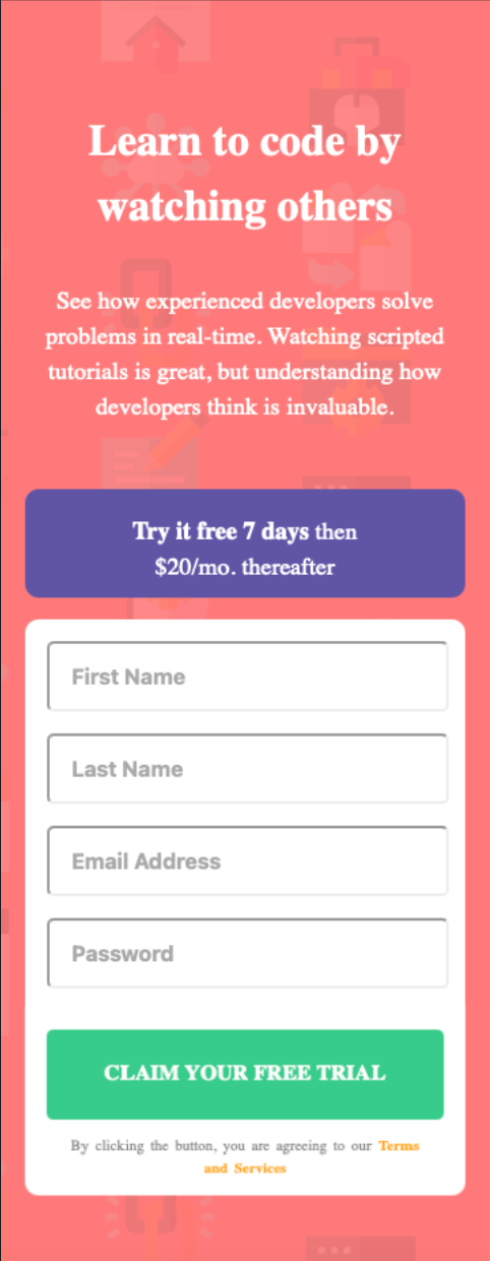 Learn to code by
watching others
See how experienced developers solve
problems in real-time. Watching scripted
tutorials is great, but understanding how
developers think is invaluable.
Try it free 7 days then
$20/mo. thereafter
First Name
Last Name
Email Address
Password
CLAIM YOUR FREE TRIAL
By clicking the button, you are agreeing to our Terms
and Services